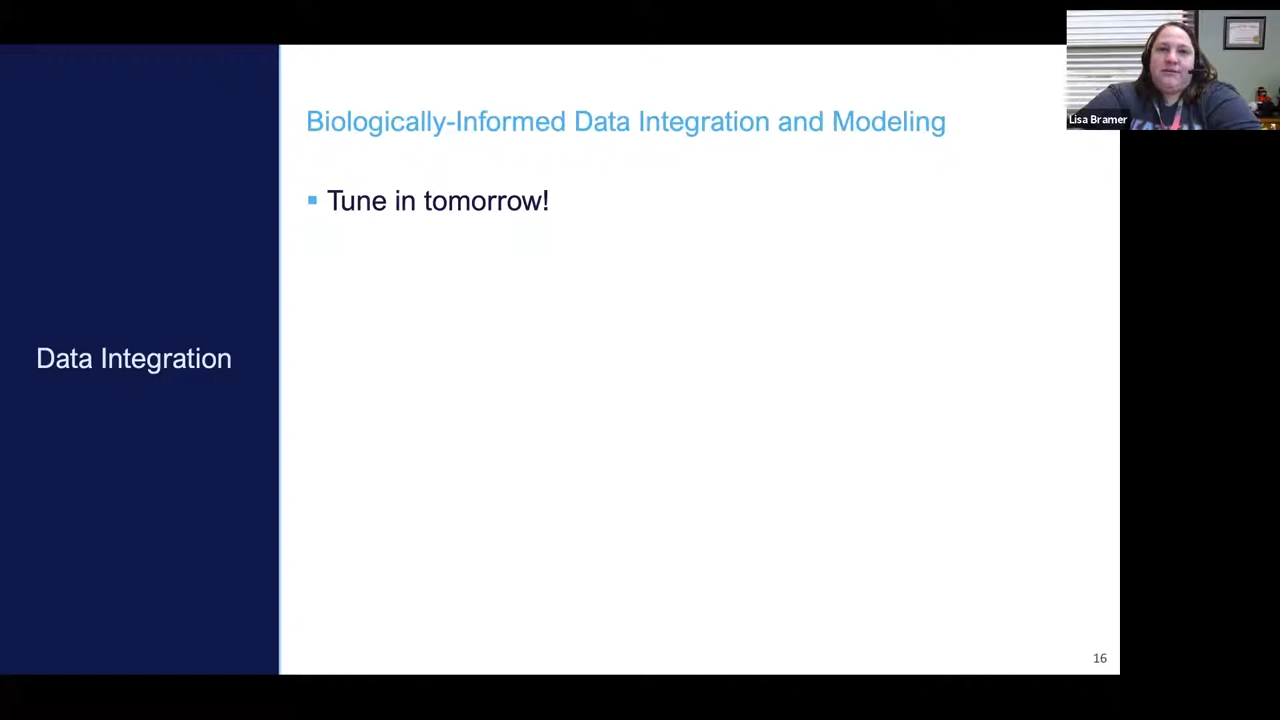 Biologically-Informed Data Integration and Modeling
Tune in tomorrow!
Data Integration
16
Lisa Bramer